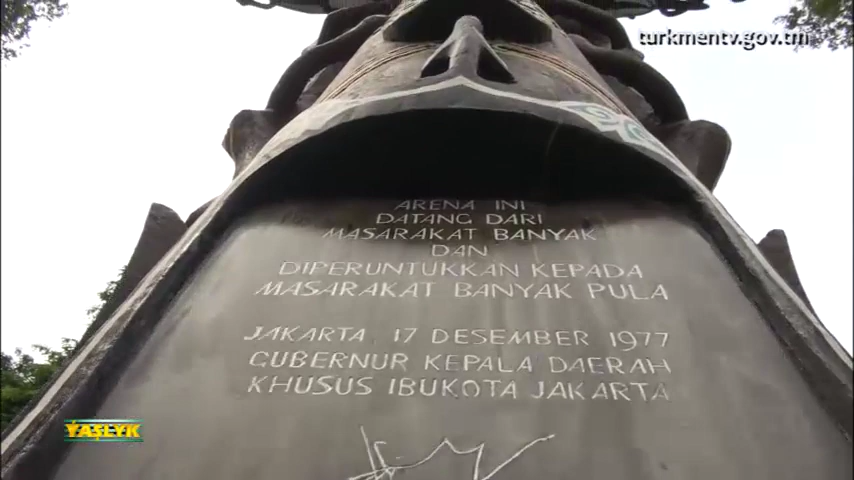 turkmentv.gov.tm
ARENA INI
DATANG DARI
MASARAKAT BANYAK
DAN
DIPERUNTUKKAN KEPADA
MASARAKAT BANYAK PULA
JAKARTA 17 DESEMBER 1977
GUBERNUR KEPALA DAERAH
KHUSUS IBUKOTA JAKARTA
ÝAŞLYK